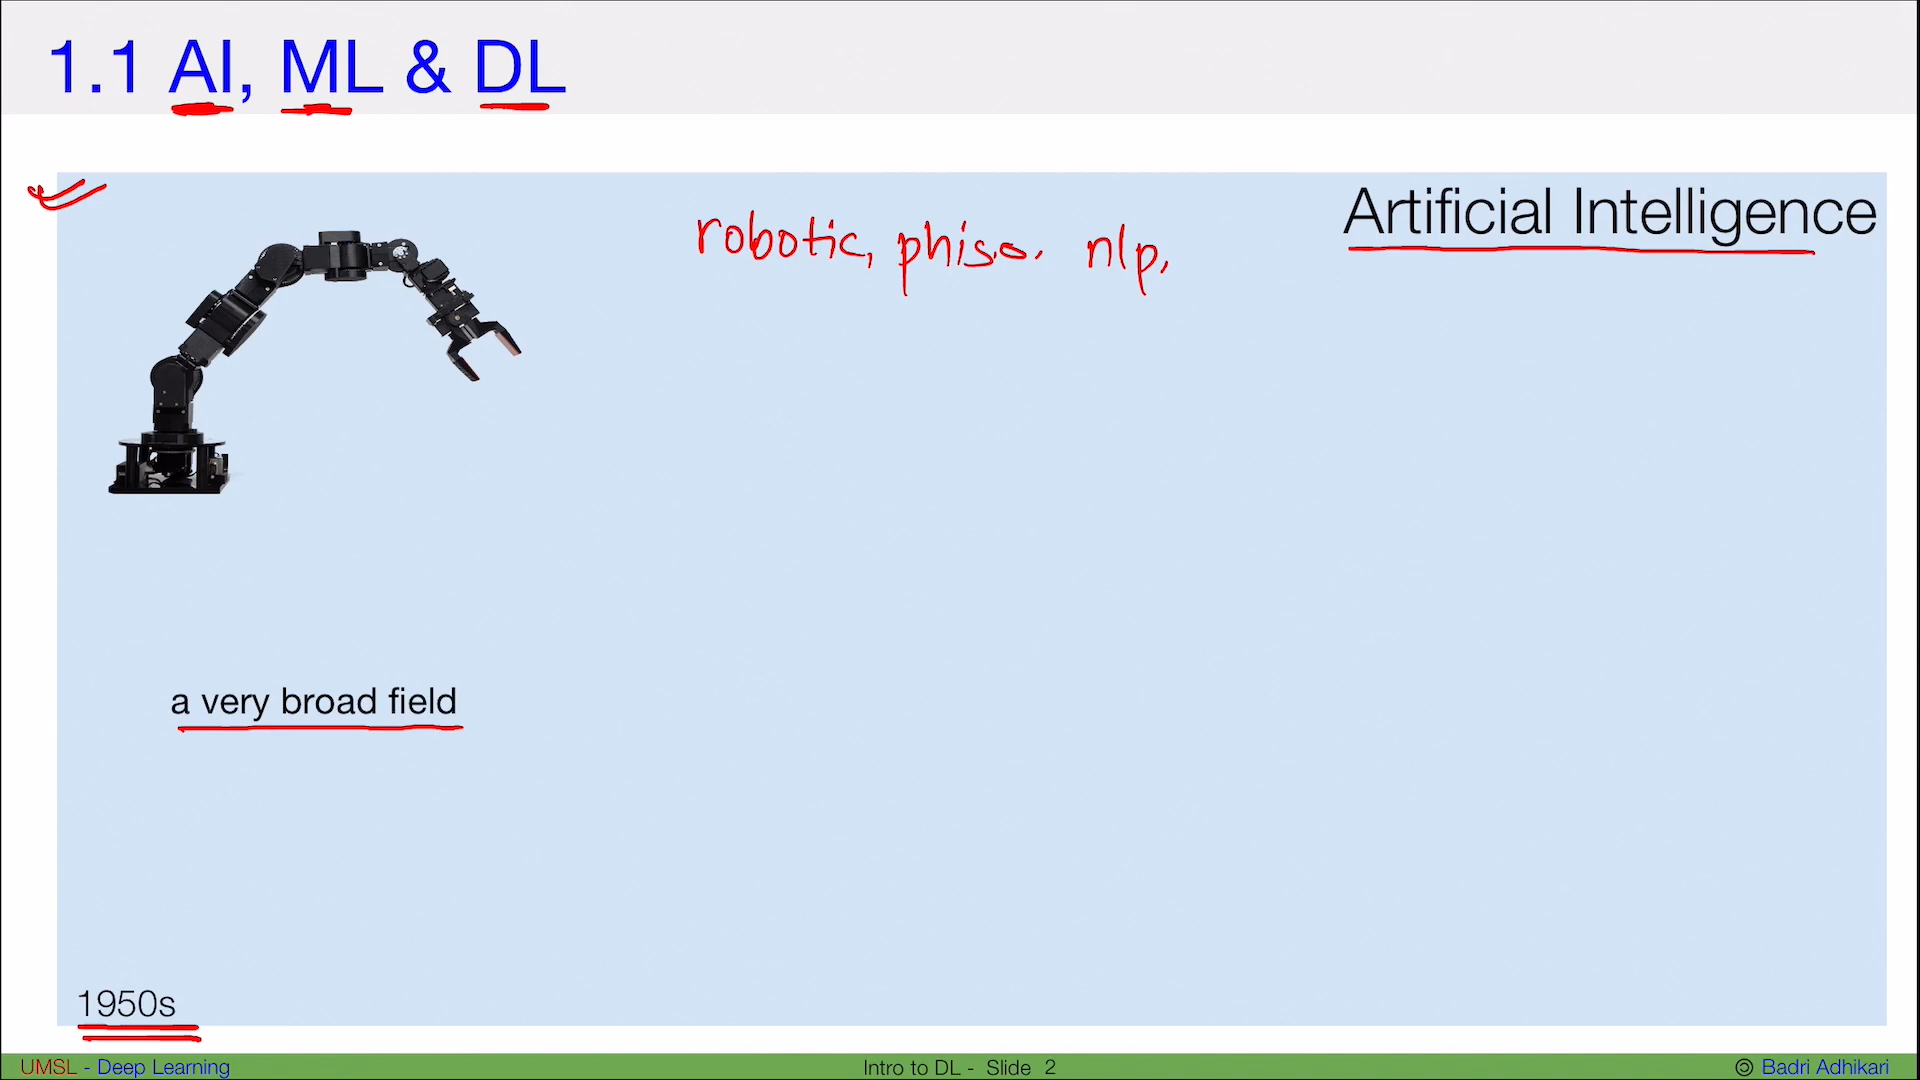 1.1 AI, ML & DL
Artificial Intelligence
robotic, phiso. nlp,
a very broad field
1950s
UMSL - Deep Learning
Intro to DL - Slide 2
© Badri Adhikari